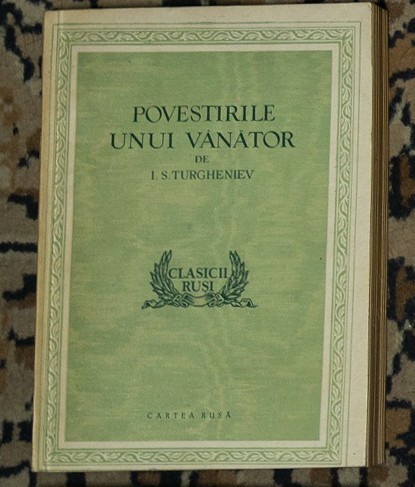 POVESTIRILE
UNUI VÂNĂTOR
DE
I. S. TURGHENIEV
CLASICII
RUȘI
CARTEA RUSĂ